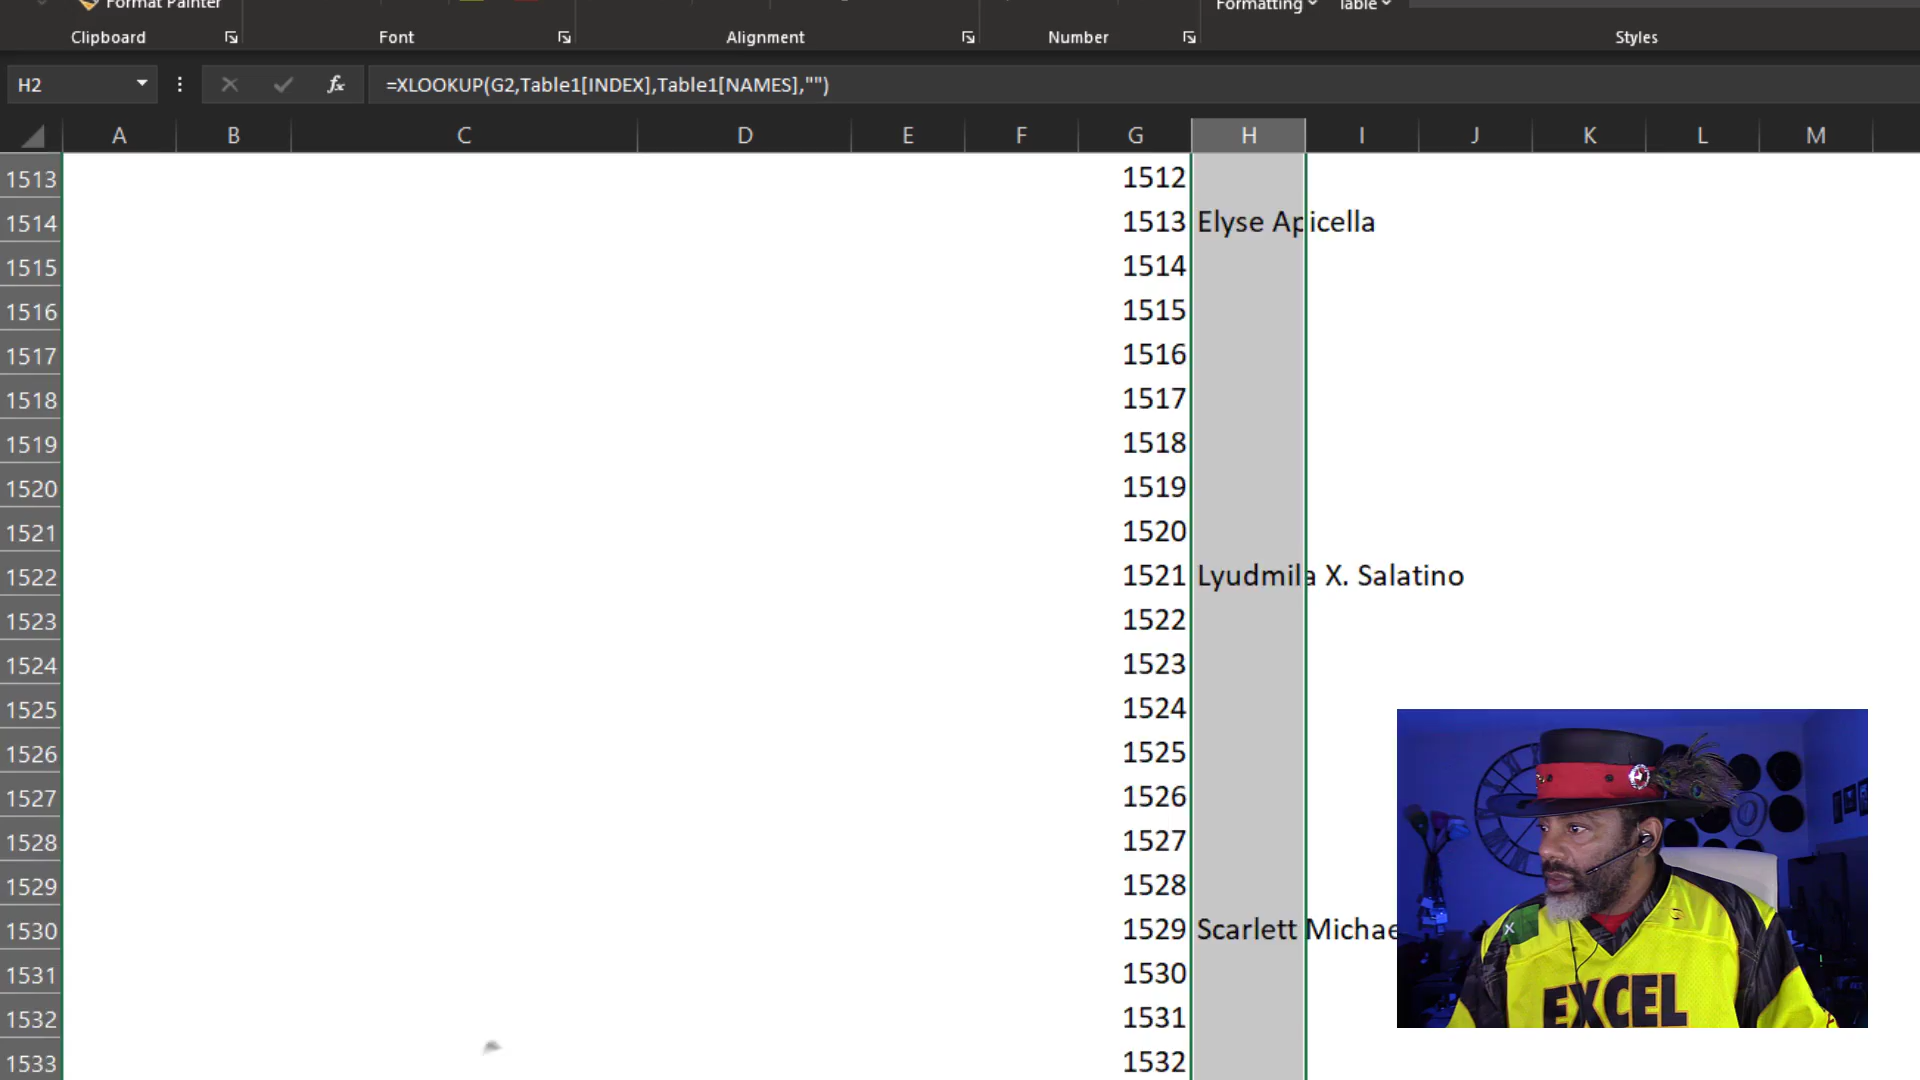 Format Painter
Formatting
Table
Clipboard
Font
Alignment
Number
Styles
H2
fx
=XLOOKUP(G2,Table1[INDEX],Table1[NAMES],"")
A B C D E F G H I J K L M
1513 1512
1514 1513 Elyse Apicella
1515 1514
1516 1515
1517 1516
1518 1517
1519 1518
1520 1519
1521 1520
1522 1521 Lyudmila X. Salatino
1523 1522
1524 1523
1525 1524
1526 1525
1527 1526
1528 1527
1529 1528
1530 1529 Scarlett Michae
1531 1530
1532 1531
1533 1532
X
EXCEL